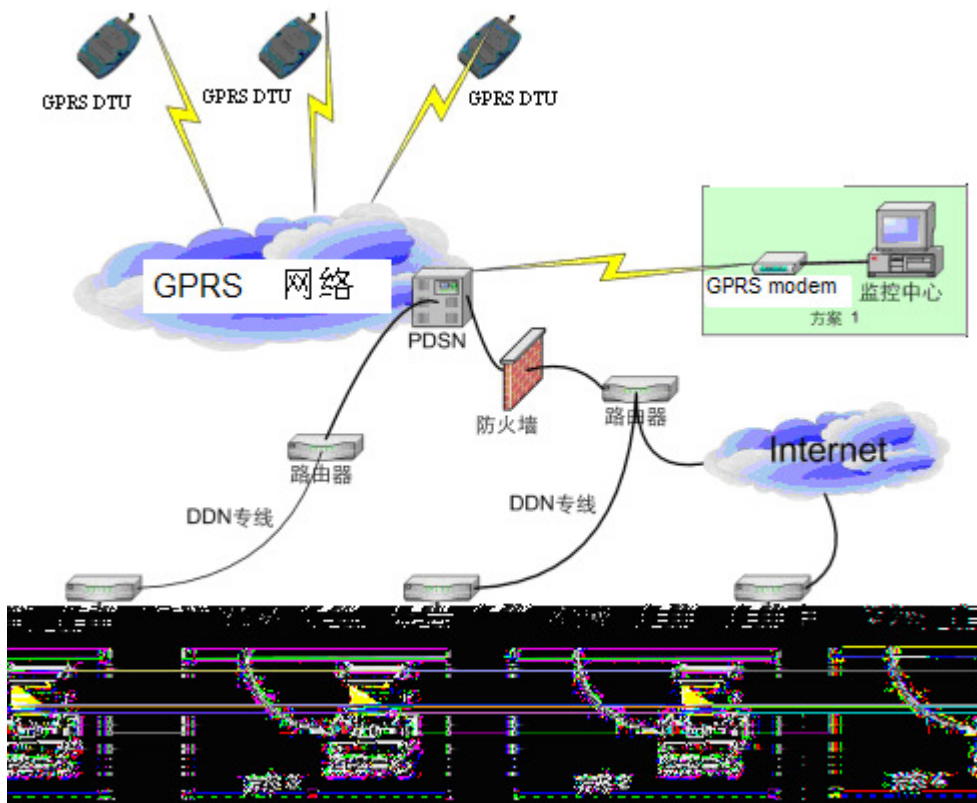 GPRS DTU
GPRS DTU
GPRS DTU
GPRS 网络
PDSN
GPRS modem
监控中心
方案 1
防火墙
路由器
路由器
Internet
DDN专线
DDN专线